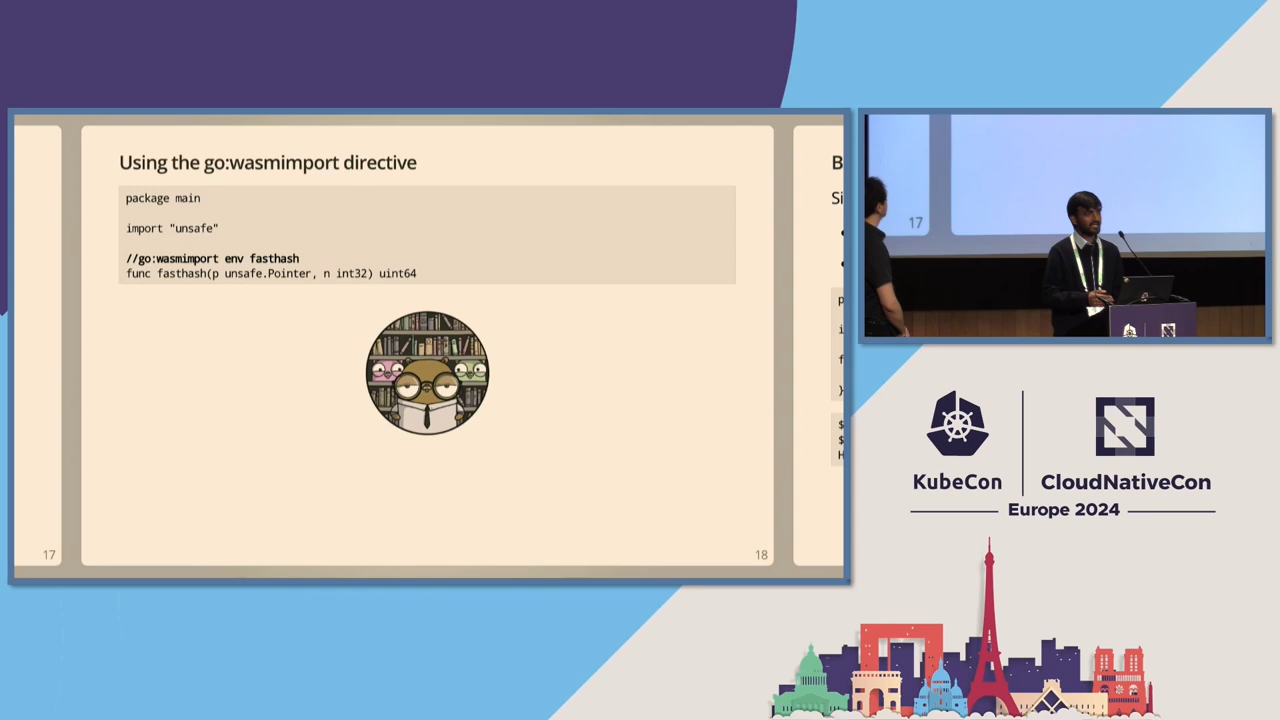 Using the go:wasmimport directive
package main
import "unsafe"
//go:wasmimport env fasthash
func fasthash(p unsafe.Pointer, n int32) uint64
17
18
B
Si
p
i
f
}
$
$
H
17
KubeCon
CloudNativeCon
Europe 2024